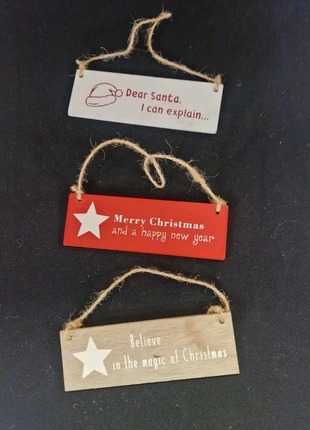 Dear Santa,
I can explain...
Merry Christmas
and a happy new year
Believe
in the magic of Christmas